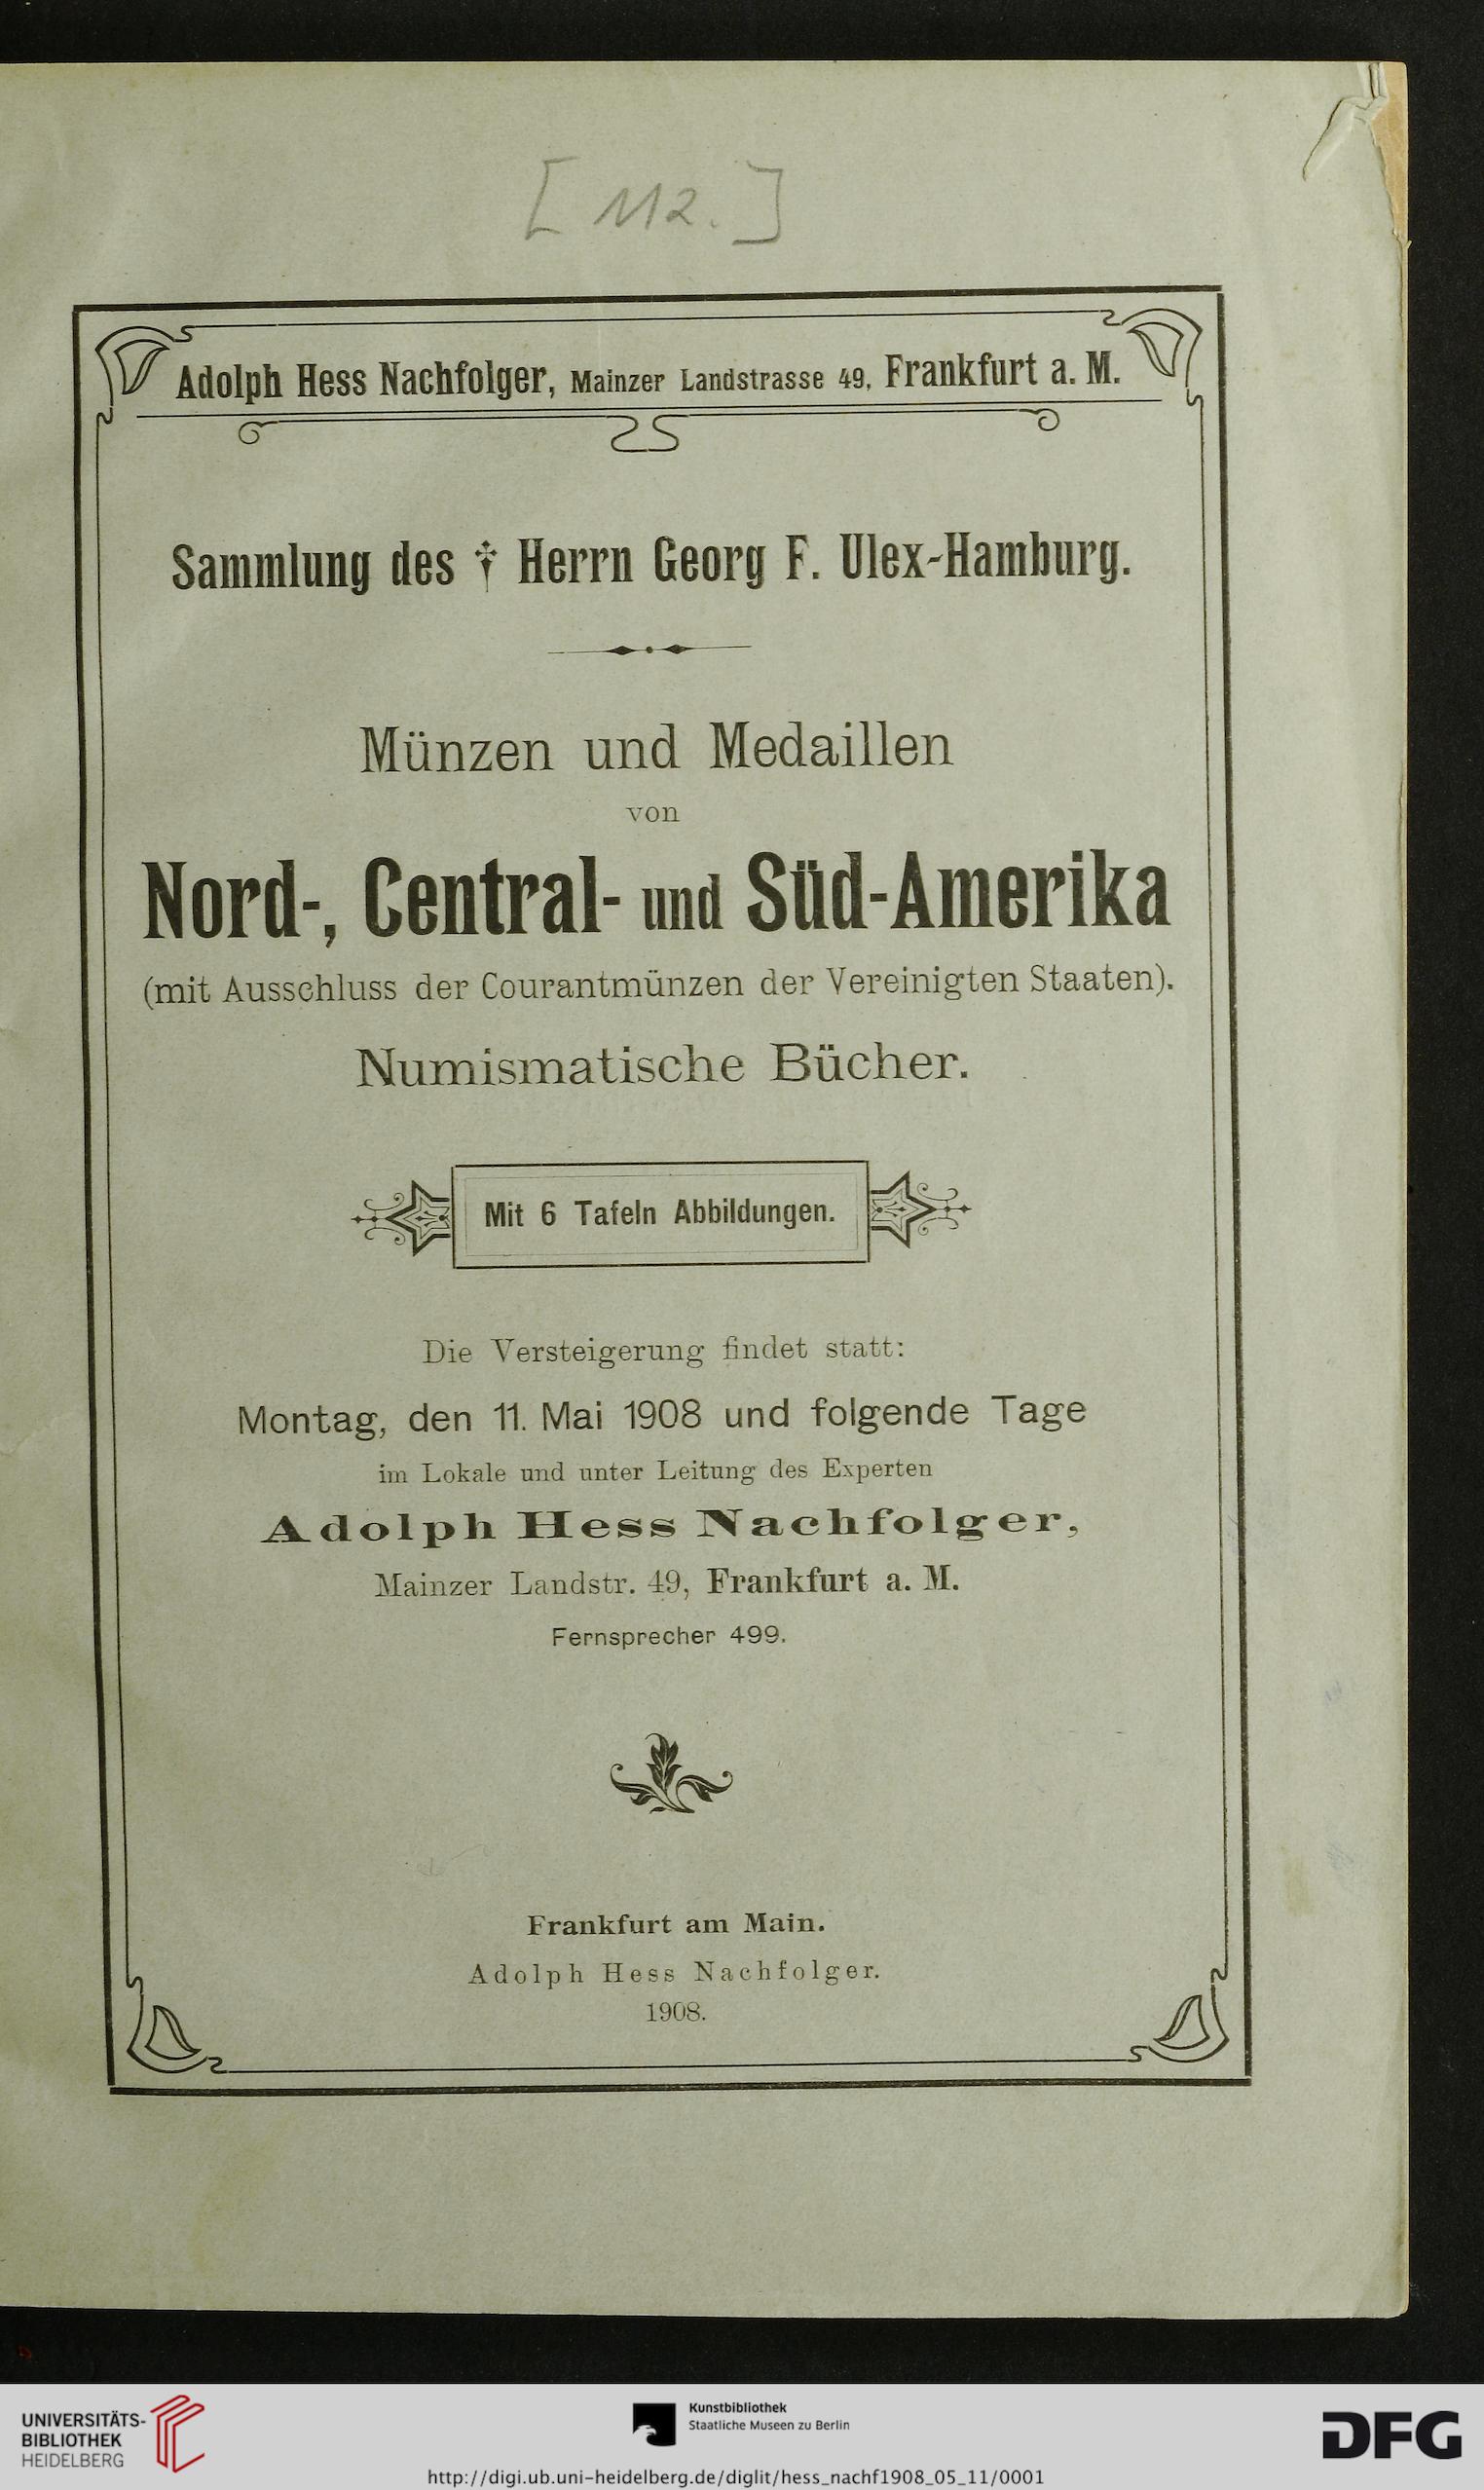 [112.]
Adolph Hess Nachfolger, Mainzer Landstrasse 49, Frankfurt a. M.
Sammlung des † Herrn Georg F. Ulex-Hamburg.
Münzen und Medaillen
von
Nord-, Central- und Süd-Amerika
(mit Ausschluss der Courantmünzen der Vereinigten Staaten).
Numismatische Bücher.
Mit 6 Tafeln Abbildungen.
Die Versteigerung findet statt:
Montag, den 11. Mai 1908 und folgende Tage
im Lokale und unter Leitung des Experten
Adolph Hess Nachfolger,
Mainzer Landstr. 49, Frankfurt a. M.
Fernsprecher 499.
Frankfurt am Main.
Adolph Hess Nachfolger.
1908.
UNIVERSITÄTS-
BIBLIOTHEK
HEIDELBERG
Kunstbibliothek
Staatliche Museen zu Berlin
DFG
http://digi.ub.uni-heidelberg.de/diglit/hess_nachf1908_05_11/0001